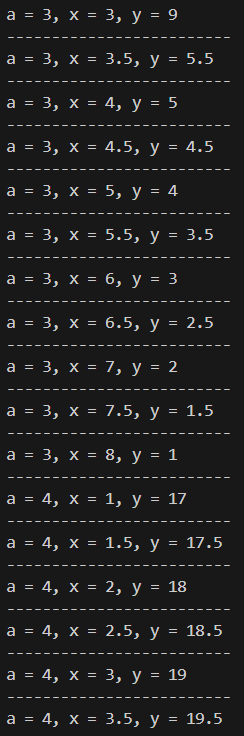 a = 3, x = 3, y = 9
--------------------------
a = 3, x = 3.5, y = 5.5
--------------------------
a = 3, x = 4, y = 5
--------------------------
a = 3, x = 4.5, y = 4.5
--------------------------
a = 3, x = 5, y = 4
--------------------------
a = 3, x = 5.5, y = 3.5
--------------------------
a = 3, x = 6, y = 3
--------------------------
a = 3, x = 6.5, y = 2.5
--------------------------
a = 3, x = 7, y = 2
--------------------------
a = 3, x = 7.5, y = 1.5
--------------------------
a = 3, x = 8, y = 1
--------------------------
a = 4, x = 1, y = 17
--------------------------
a = 4, x = 1.5, y = 17.5
--------------------------
a = 4, x = 2, y = 18
--------------------------
a = 4, x = 2.5, y = 18.5
--------------------------
a = 4, x = 3, y = 19
--------------------------
a = 4, x = 3.5, y = 19.5